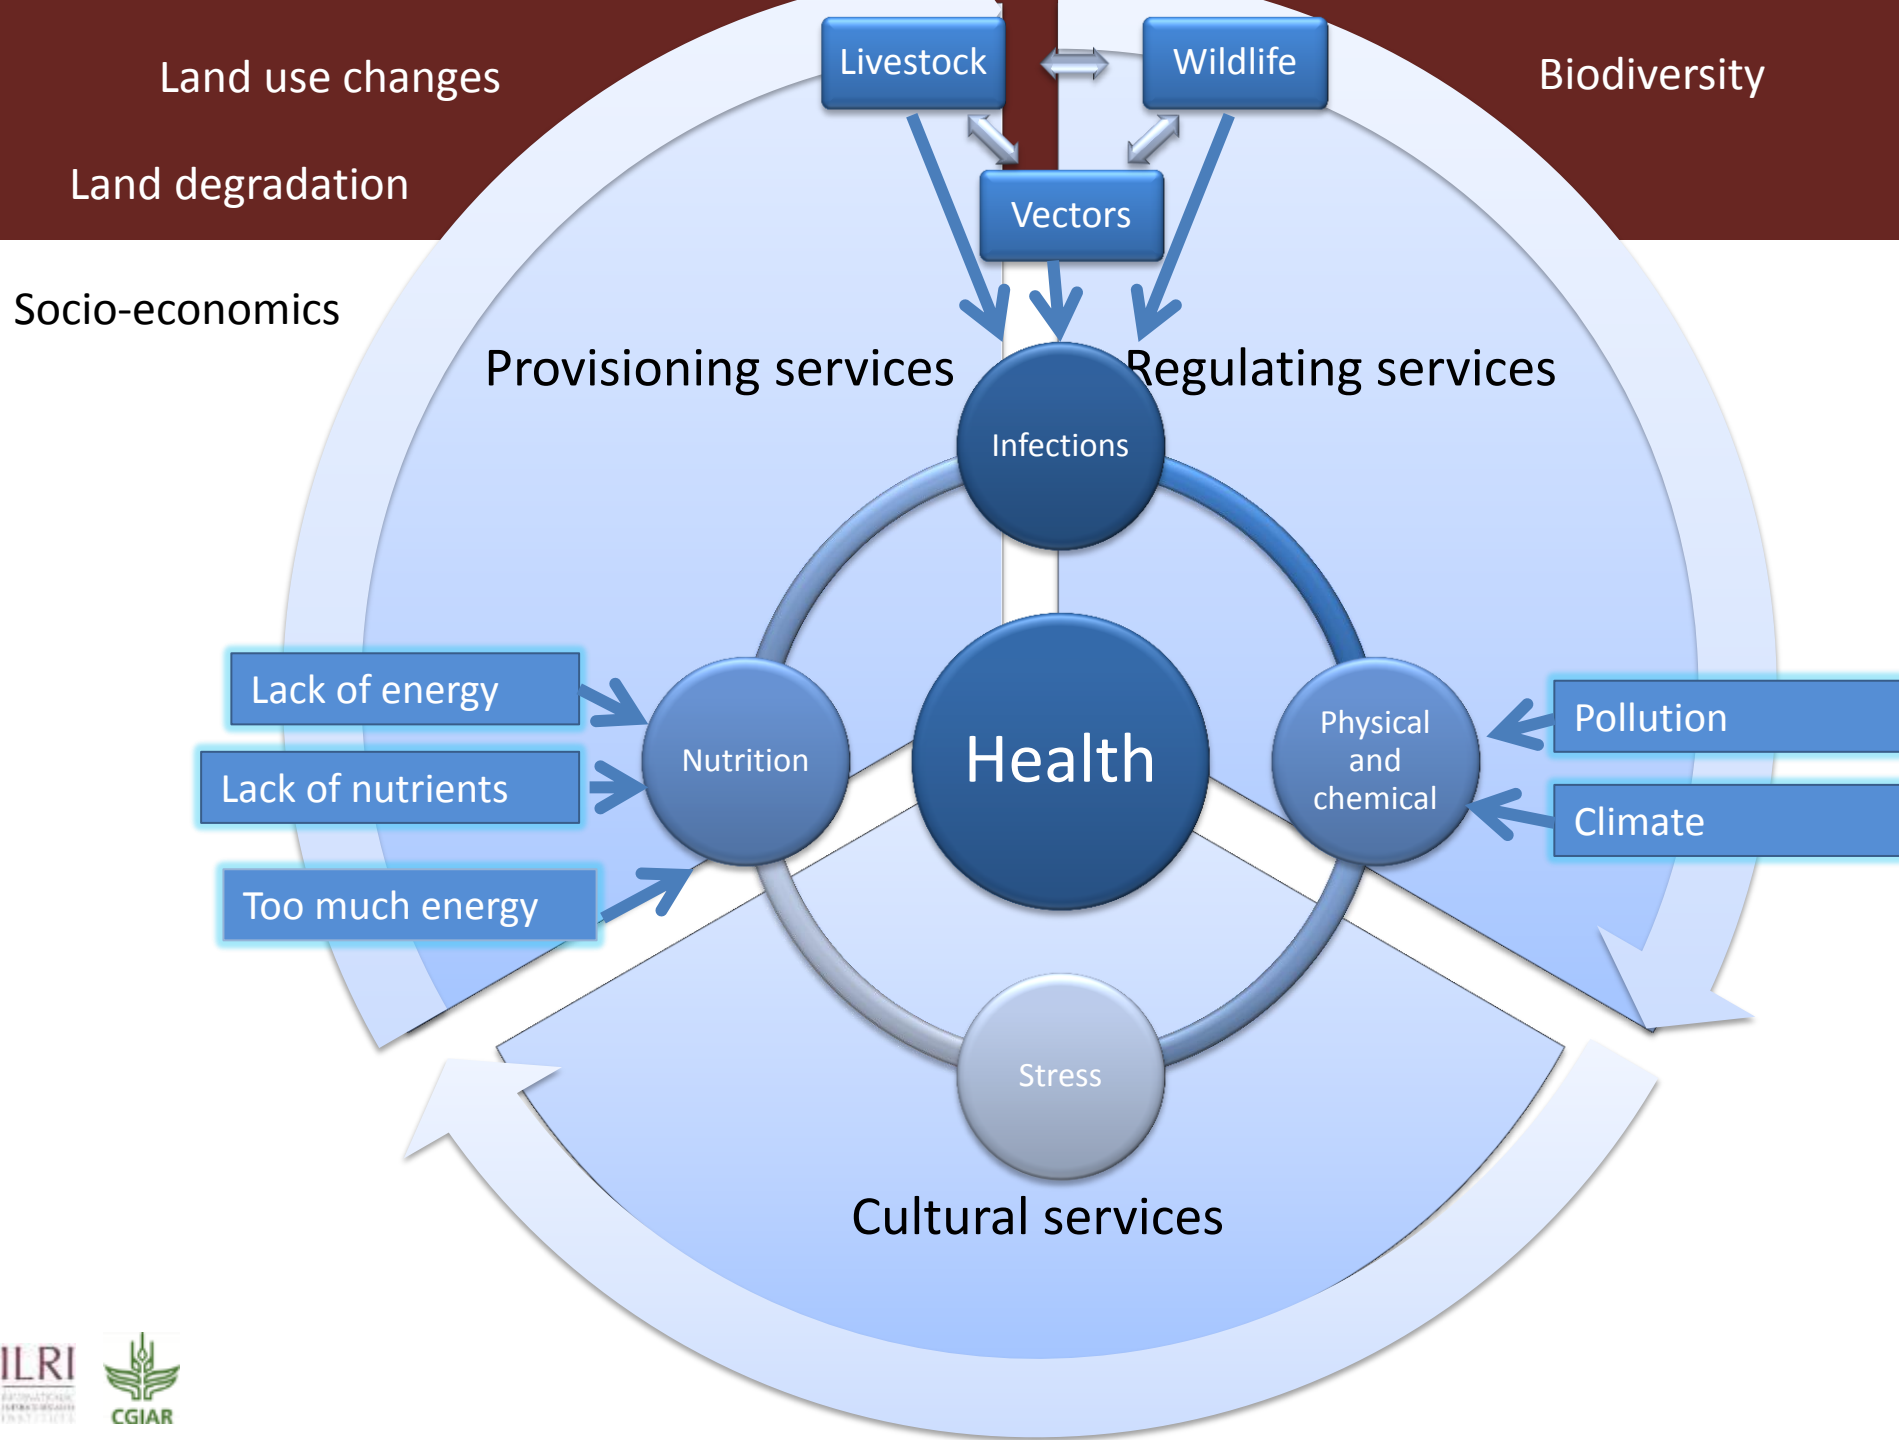 Land use changes
Livestock
Wildlife
Biodiversity
Land degradation
Vectors
Socio-economics
Provisioning services
Regulating services
Infections
Lack of energy
Lack of nutrients
Too much energy
Nutrition
Health
Physical
and
chemical
Pollution
Climate
Stress
Cultural services
ILRI
CGIAR